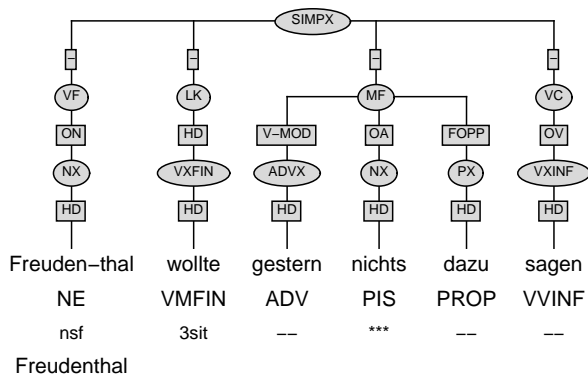 SIMPX
– – – –
VF LK MF VC
ON HD V–MOD OA FOPP OV
NX VXFIN ADVX NX PX VXINF
HD HD HD HD HD HD
Freuden–thal wollte gestern nichts dazu sagen
NE VMFIN ADV PIS PROP VVINF
nsf 3sit –– *** –– ––
Freudenthal